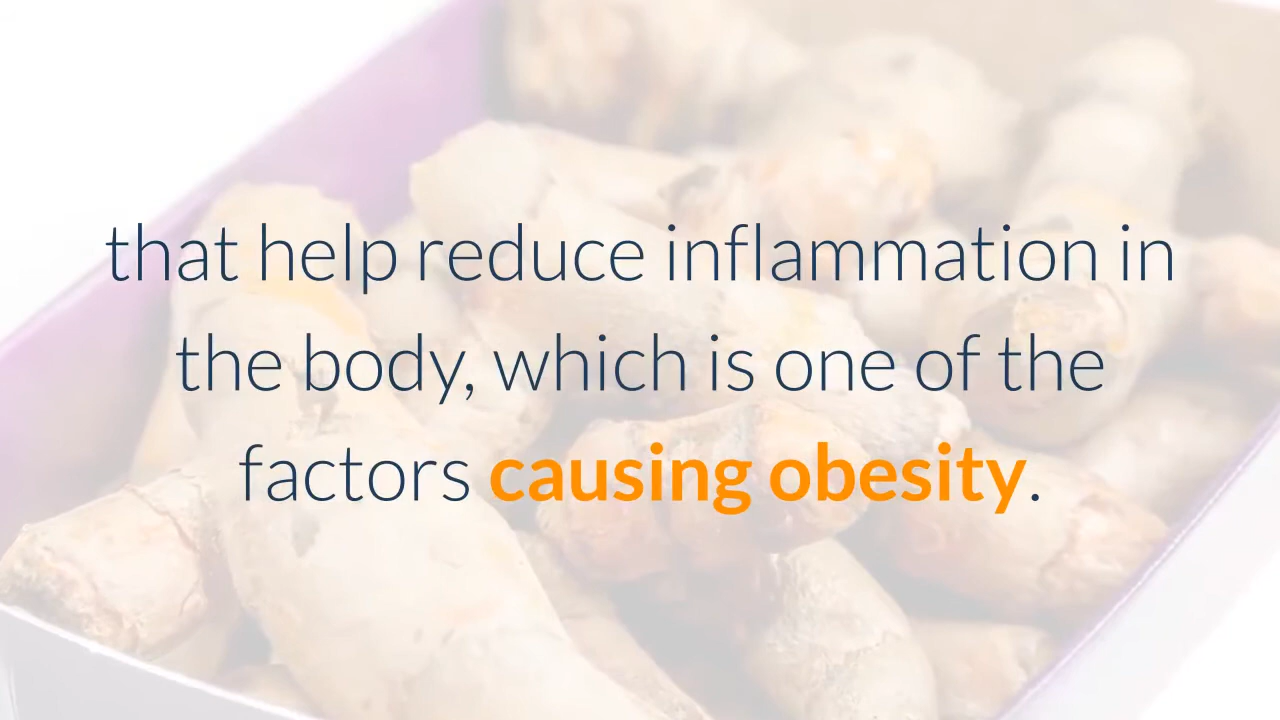 that help reduce inflammation in
the body, which is one of the
factors causing obesity.